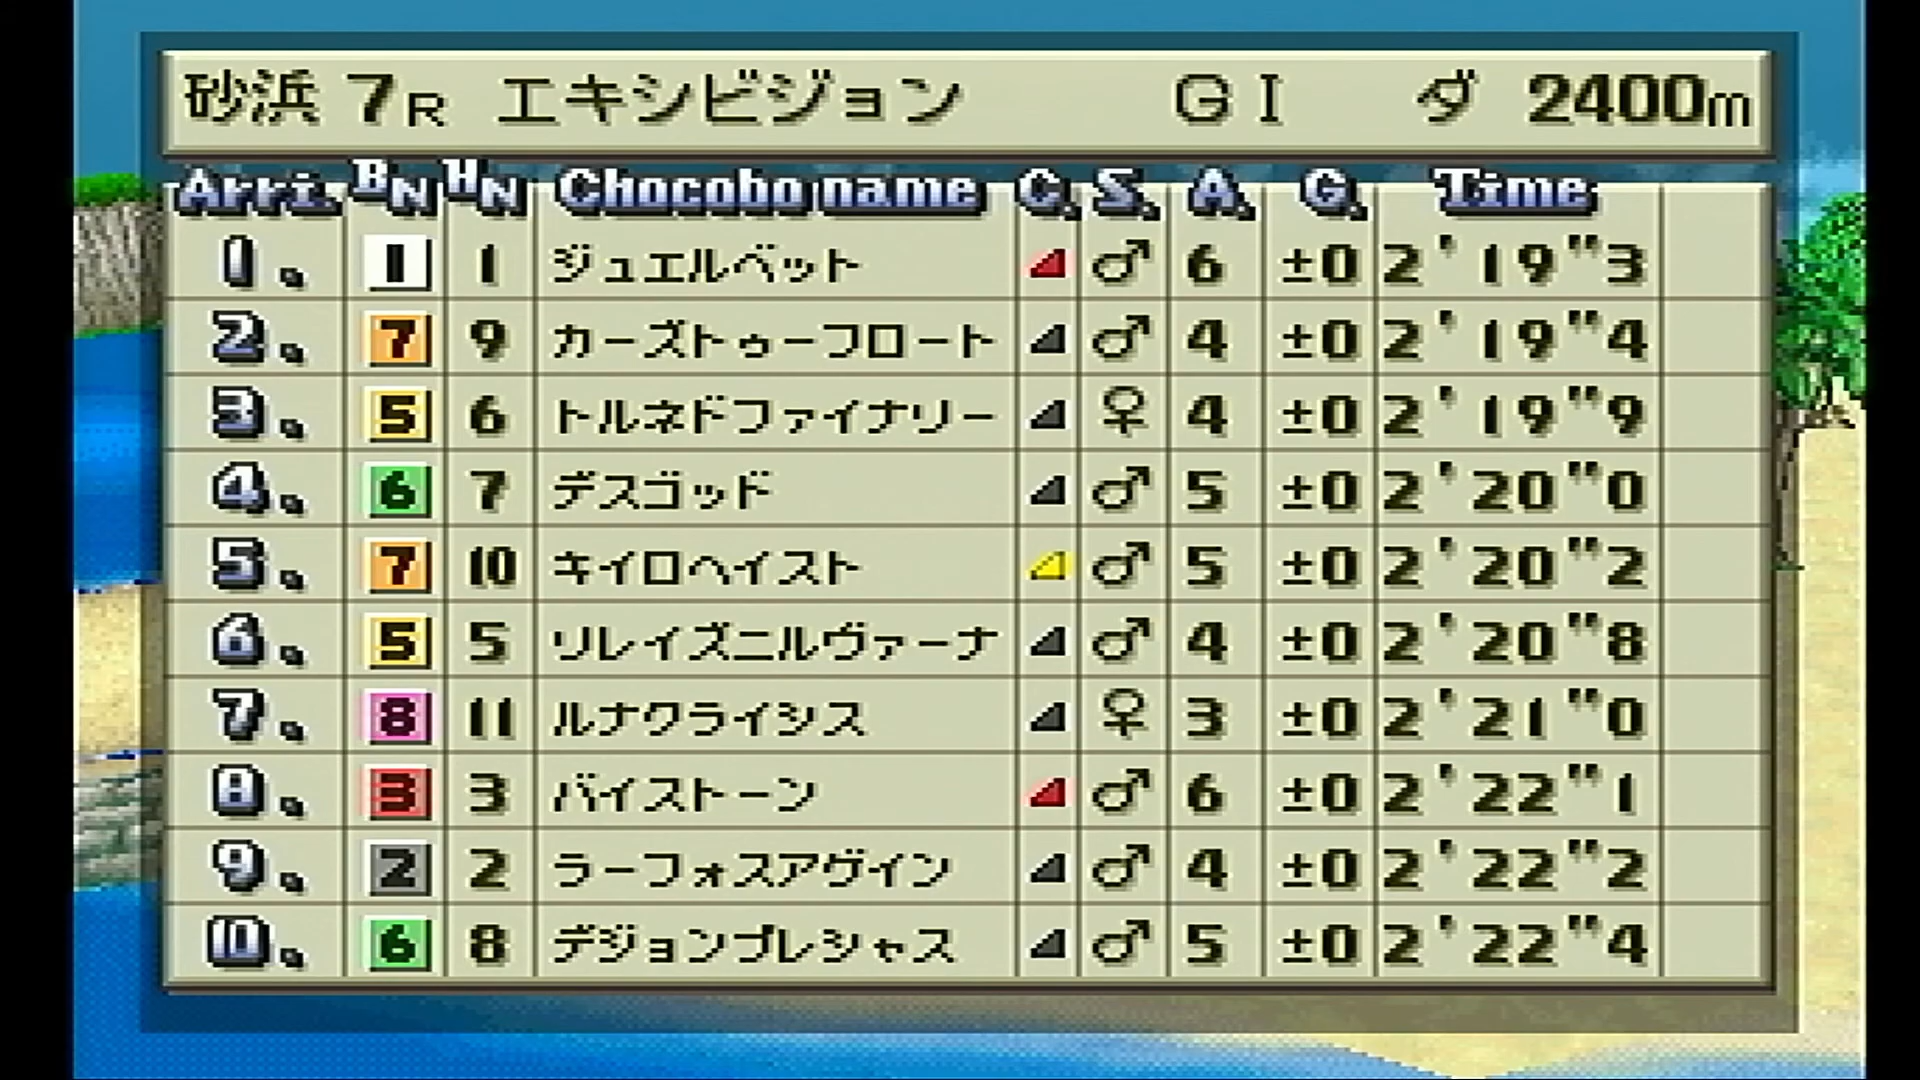 砂浜 7R エキシビジョン GⅠ ダ 2400m
Arri. BN HN Chocobo name C. S. A. G. Time
1. 1 1 ジュエルベット ♂ 6 ±0 2'19"3
2. 7 9 カーズトゥーフロート ♂ 4 ±0 2'19"4
3. 5 6 トルネドファイナリー ♀ 4 ±0 2'19"9
4. 6 7 デスゴッド ♂ 5 ±0 2'20"0
5. 7 10 キイロヘイスト ♂ 5 ±0 2'20"2
6. 5 5 リレイズニルヴァーナ ♂ 4 ±0 2'20"8
7. 8 11 ルナクライシス ♀ 3 ±0 2'21"0
8. 3 3 バイストーン ♂ 6 ±0 2'22"1
9. 2 2 ラーフォスアヴイン ♂ 4 ±0 2'22"2
10. 6 8 デジョンプレシャス ♂ 5 ±0 2'22"4